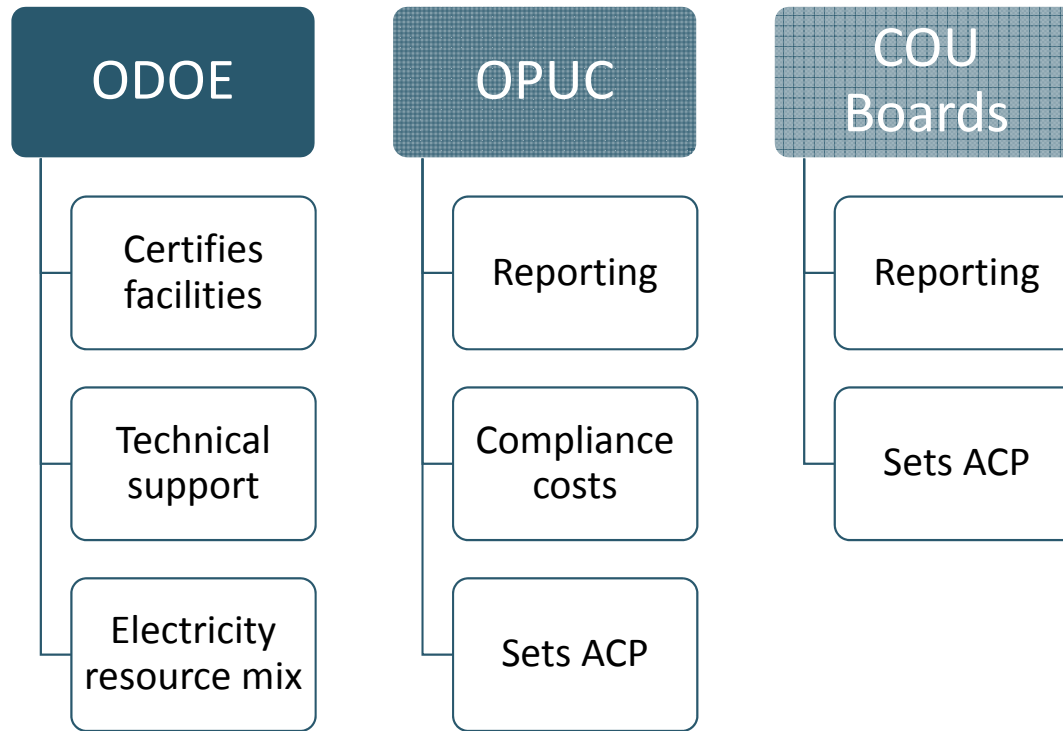 ODOE
Certifies
facilities
Technical
support
Electricity
resource mix
OPUC
Reporting
Compliance
costs
Sets ACP
COU
Boards
Reporting
Sets ACP